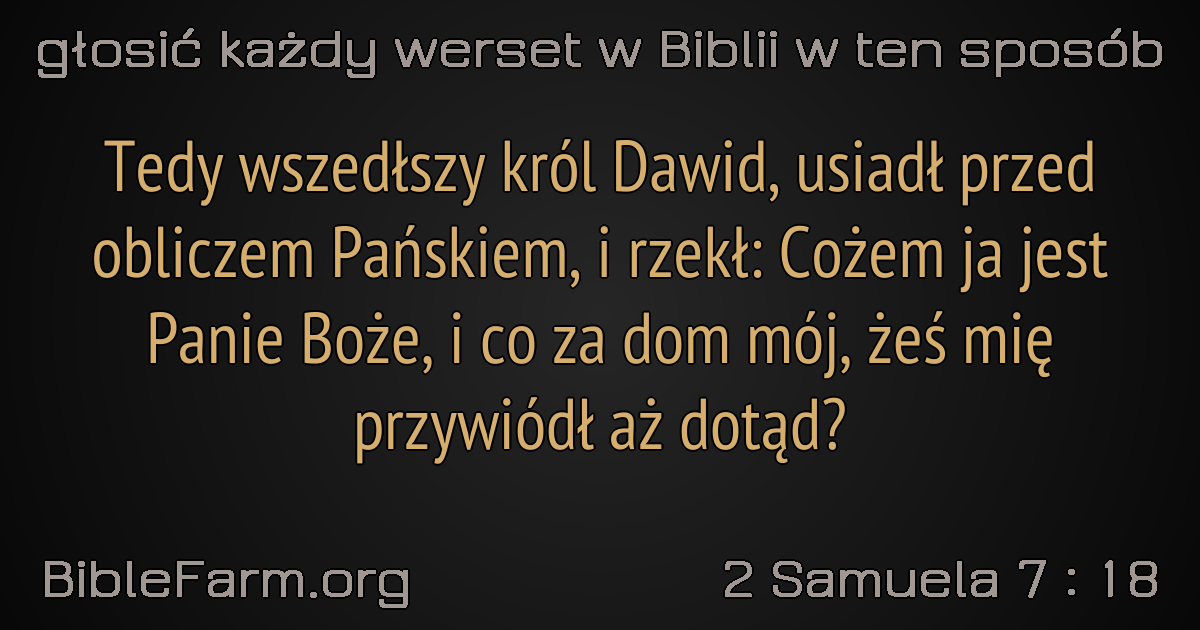 głosić każdy werset w Biblii w ten sposób
Tedy wszedłszy król Dawid, usiadł przed
obliczem Pańskiem, i rzekł: Cożem ja jest
Panie Boże, i co za dom mój, żeś mię
przywiódł aż dotąd?
BibleFarm.org
2 Samuela 7 : 18